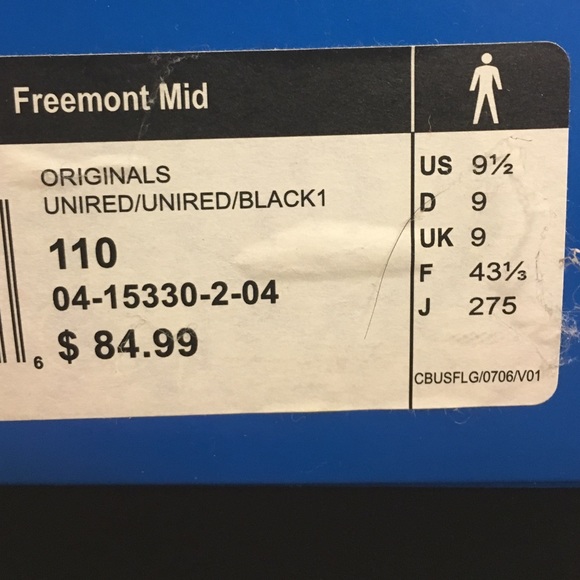 Freemont Mid
ORIGINALS
UNIRED/UNIRED/BLACK1
110
04-15330-2-04
6 $ 84.99
US 9½
D 9
UK 9
F 43⅓
J 275
CBUSFLG/0706/V01